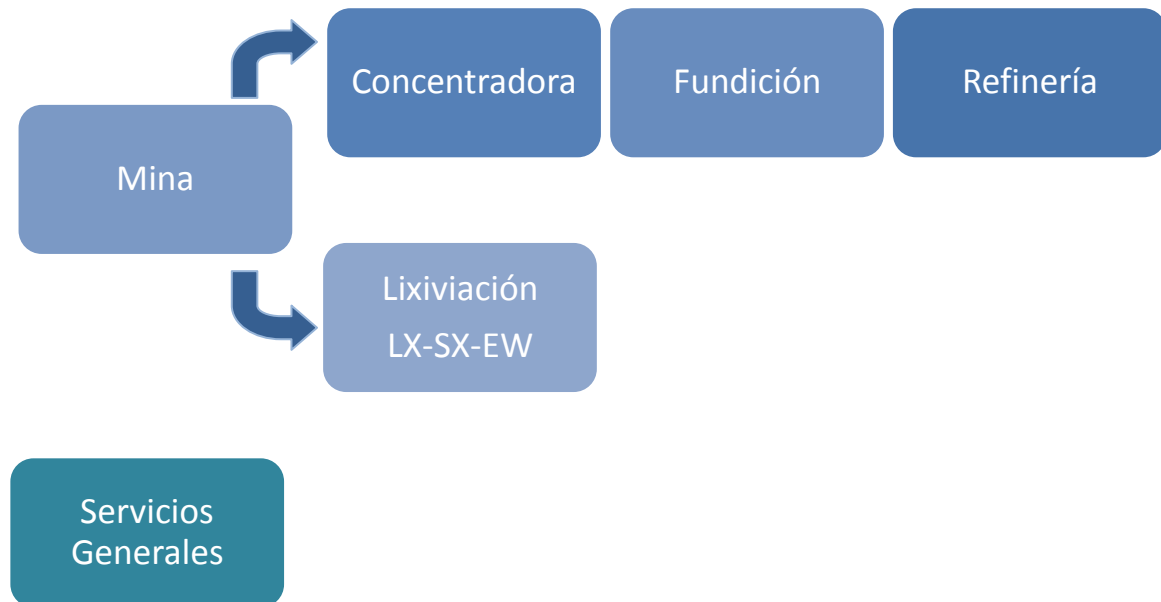 Concentradora
Fundición
Refinería
Mina
Lixiviación
LX-SX-EW
Servicios
Generales